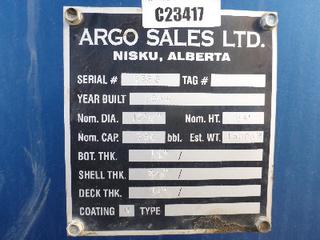 C23417
ARGO SALES LTD.
NISKU, ALBERTA
SERIAL # TAG #
YEAR BUILT
Nom. DIA. Nom. HT.
Nom. CAP. bbl. Est. WT.
BOT. THK. /
SHELL THK. /
DECK THK. /
COATING TYPE